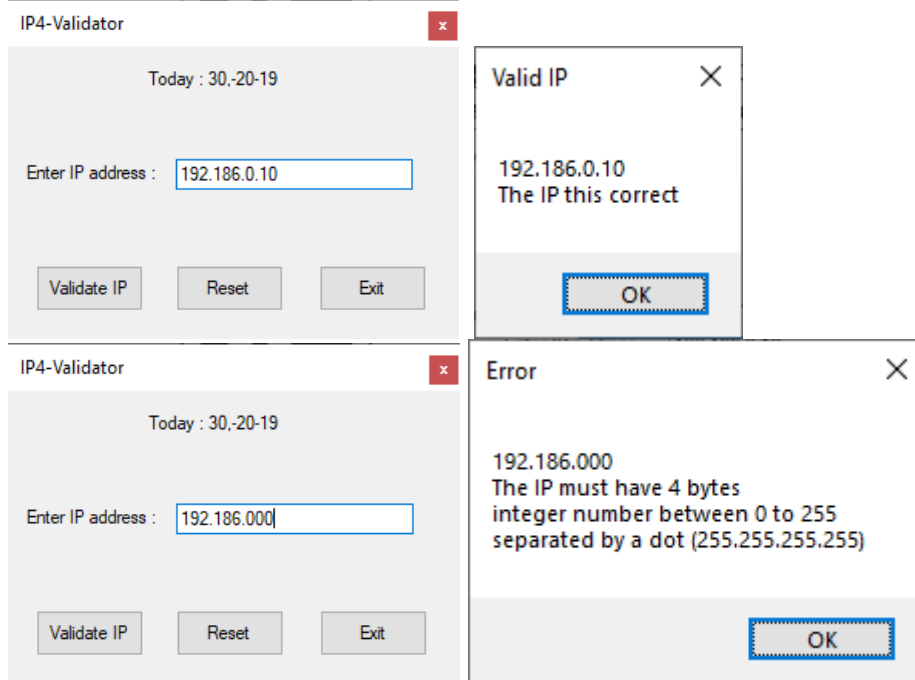 IP4-Validator
x
Today : 30,-20-19
Enter IP address :
192.186.0.10
Validate IP
Reset
Exit
Valid IP
192.186.0.10
The IP this correct
OK
IP4-Validator
x
Today : 30,-20-19
Enter IP address :
192.186.000
Validate IP
Reset
Exit
Error
192.186.000
The IP must have 4 bytes
integer number between 0 to 255
separated by a dot (255.255.255.255)
OK